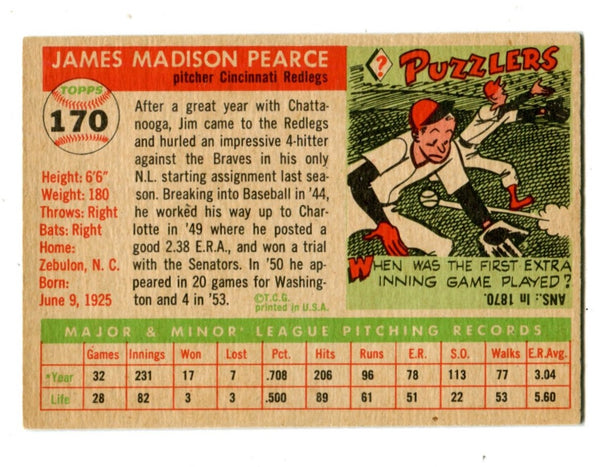 JAMES MADISON PEARCE
pitcher Cincinnati Redlegs
TOPPS
170
Height: 6'6"
Weight: 180
Throws: Right
Bats: Right
Home:
Zebulon, N. C.
Born:
June 9, 1925
After a great year with Chatta-
nooga, Jim came to the Redlegs
and hurled an impressive 4-hitter
against the Braves in his only
N.L. starting assignment last sea-
son. Breaking into Baseball in '44,
he worked his way up to Char-
lotte in '49 where he posted a
good 2.38 E.R.A., and won a trial
with the Senators. In '50 he ap-
peared in 20 games for Washing-
ton and 4 in '53.
©T.C.G.
printed in U.S.A.
? PUZZLERS
WHEN WAS THE FIRST EXTRA
INNING GAME PLAYED?
ANS.: In 1870.
MAJOR & MINOR LEAGUE PITCHING RECORDS
Games Innings Won Lost Pct. Hits Runs E.R. S.O. Walks E.R.Avg.
*Year 32 231 17 7 .708 206 96 78 113 77 3.04
Life 28 82 3 3 .500 89 61 51 22 53 5.60